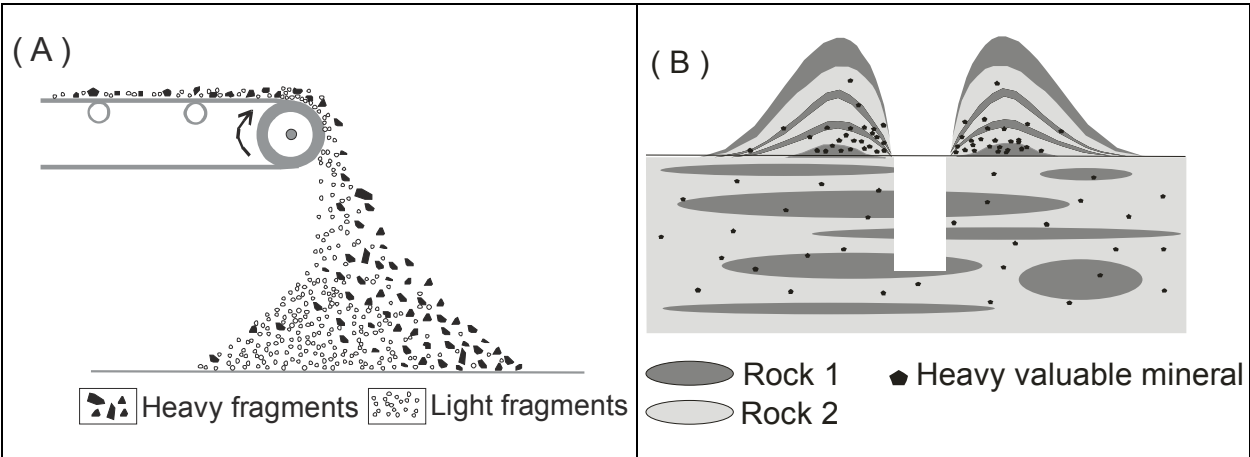 ( A )
Heavy fragments
Light fragments
( B )
Rock 1
Heavy valuable mineral
Rock 2